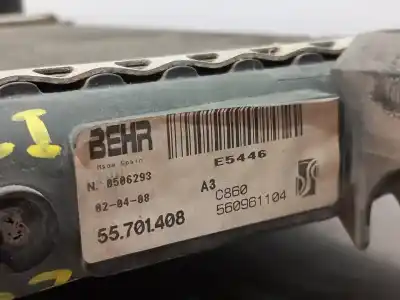 BEHR
Made Spain
E5446
N. 8506293
A3
02-04-08
C860
55.701.408
560961104